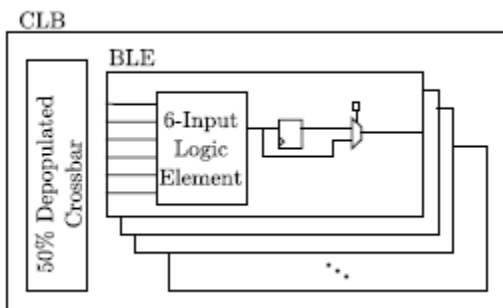 CLB
BLE
50% Depopulated
Crossbar
6-Input
Logic
Element